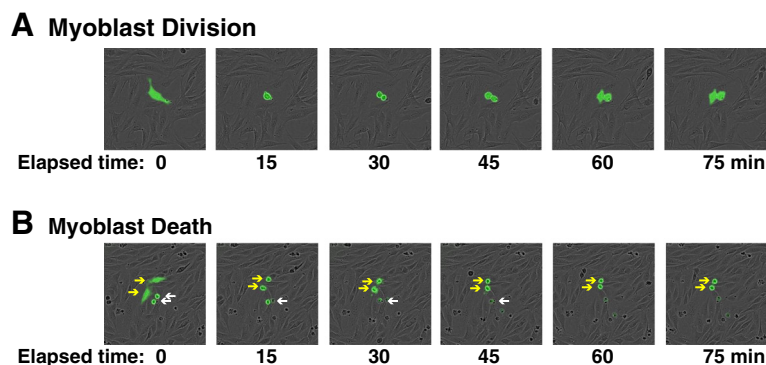 A Myoblast Division
Elapsed time: 0 15 30 45 60 75 min
B Myoblast Death
Elapsed time: 0 15 30 45 60 75 min